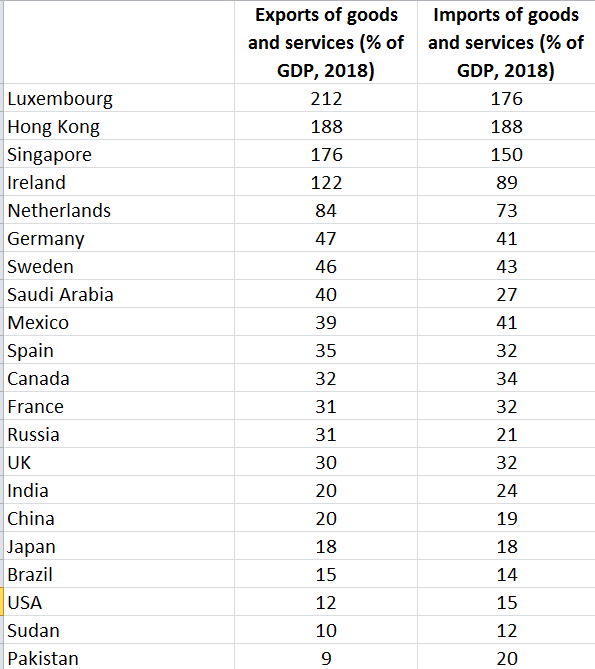 Exports of goods and services (% of GDP, 2018) Imports of goods and services (% of GDP, 2018)
Luxembourg 212 176
Hong Kong 188 188
Singapore 176 150
Ireland 122 89
Netherlands 84 73
Germany 47 41
Sweden 46 43
Saudi Arabia 40 27
Mexico 39 41
Spain 35 32
Canada 32 34
France 31 32
Russia 31 21
UK 30 32
India 20 24
China 20 19
Japan 18 18
Brazil 15 14
USA 12 15
Sudan 10 12
Pakistan 9 20